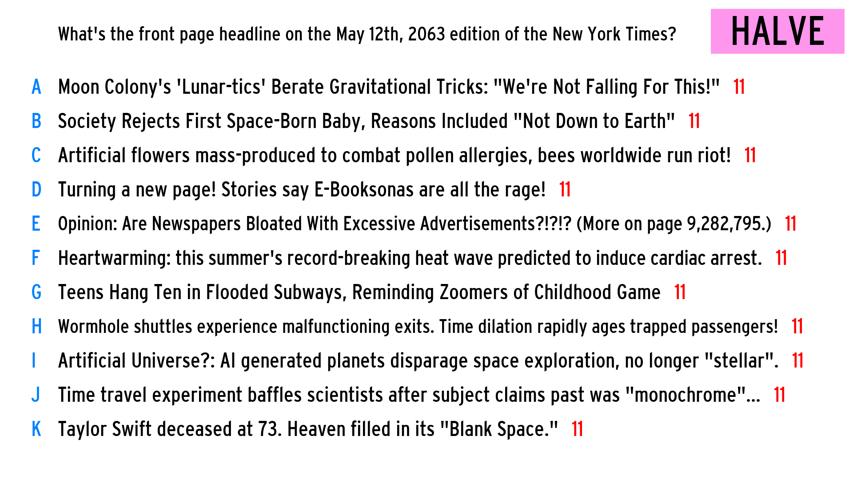 What's the front page headline on the May 12th, 2063 edition of the New York Times? HALVE
A Moon Colony's 'Lunar-tics' Berate Gravitational Tricks: "We're Not Falling For This!" 11
B Society Rejects First Space-Born Baby, Reasons Included "Not Down to Earth" 11
C Artificial flowers mass-produced to combat pollen allergies, bees worldwide run riot! 11
D Turning a new page! Stories say E-Booksonas are all the rage! 11
E Opinion: Are Newspapers Bloated With Excessive Advertisements?!?!? (More on page 9,282,795.) 11
F Heartwarming: this summer's record-breaking heat wave predicted to induce cardiac arrest. 11
G Teens Hang Ten in Flooded Subways, Reminding Zoomers of Childhood Game 11
H Wormhole shuttles experience malfunctioning exits. Time dilation rapidly ages trapped passengers! 11
I Artificial Universe?: AI generated planets disparage space exploration, no longer "stellar". 11
J Time travel experiment baffles scientists after subject claims past was "monochrome"... 11
K Taylor Swift deceased at 73. Heaven filled in its "Blank Space." 11